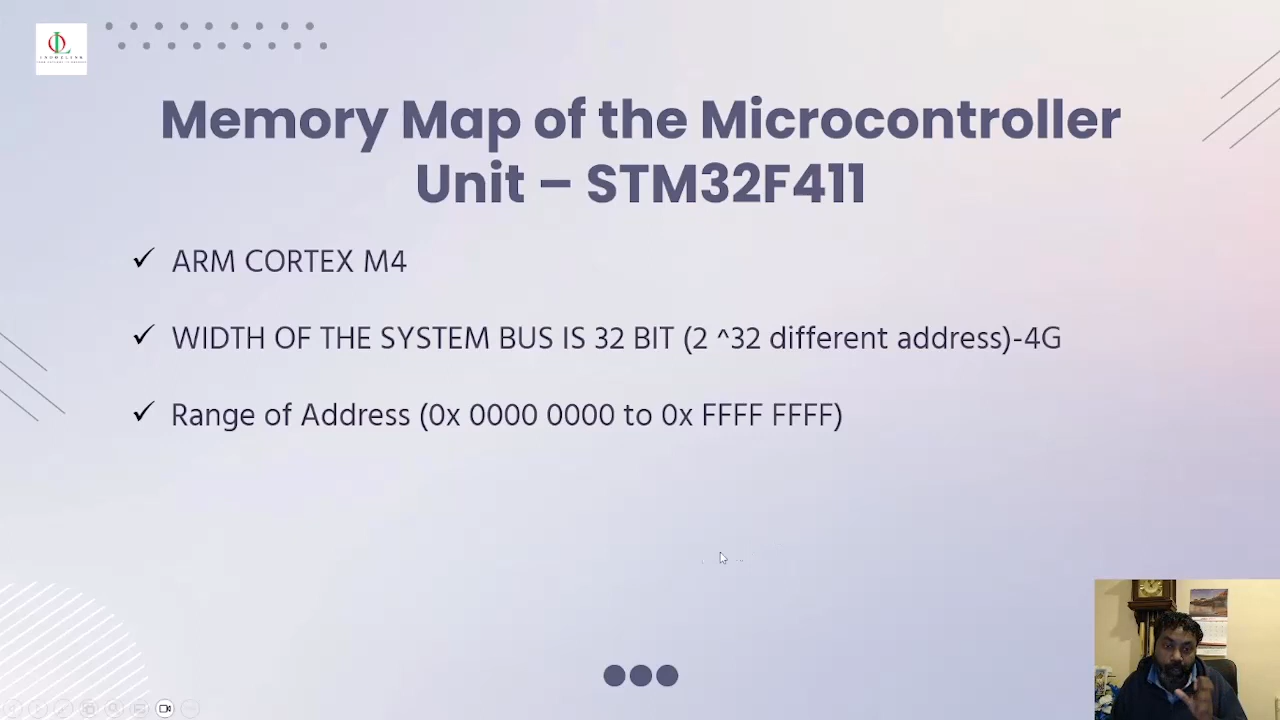 Memory Map of the Microcontroller
Unit – STM32F411
✓ ARM CORTEX M4
✓ WIDTH OF THE SYSTEM BUS IS 32 BIT (2 ^32 different address)-4G
✓ Range of Address (0x 0000 0000 to 0x FFFF FFFF)